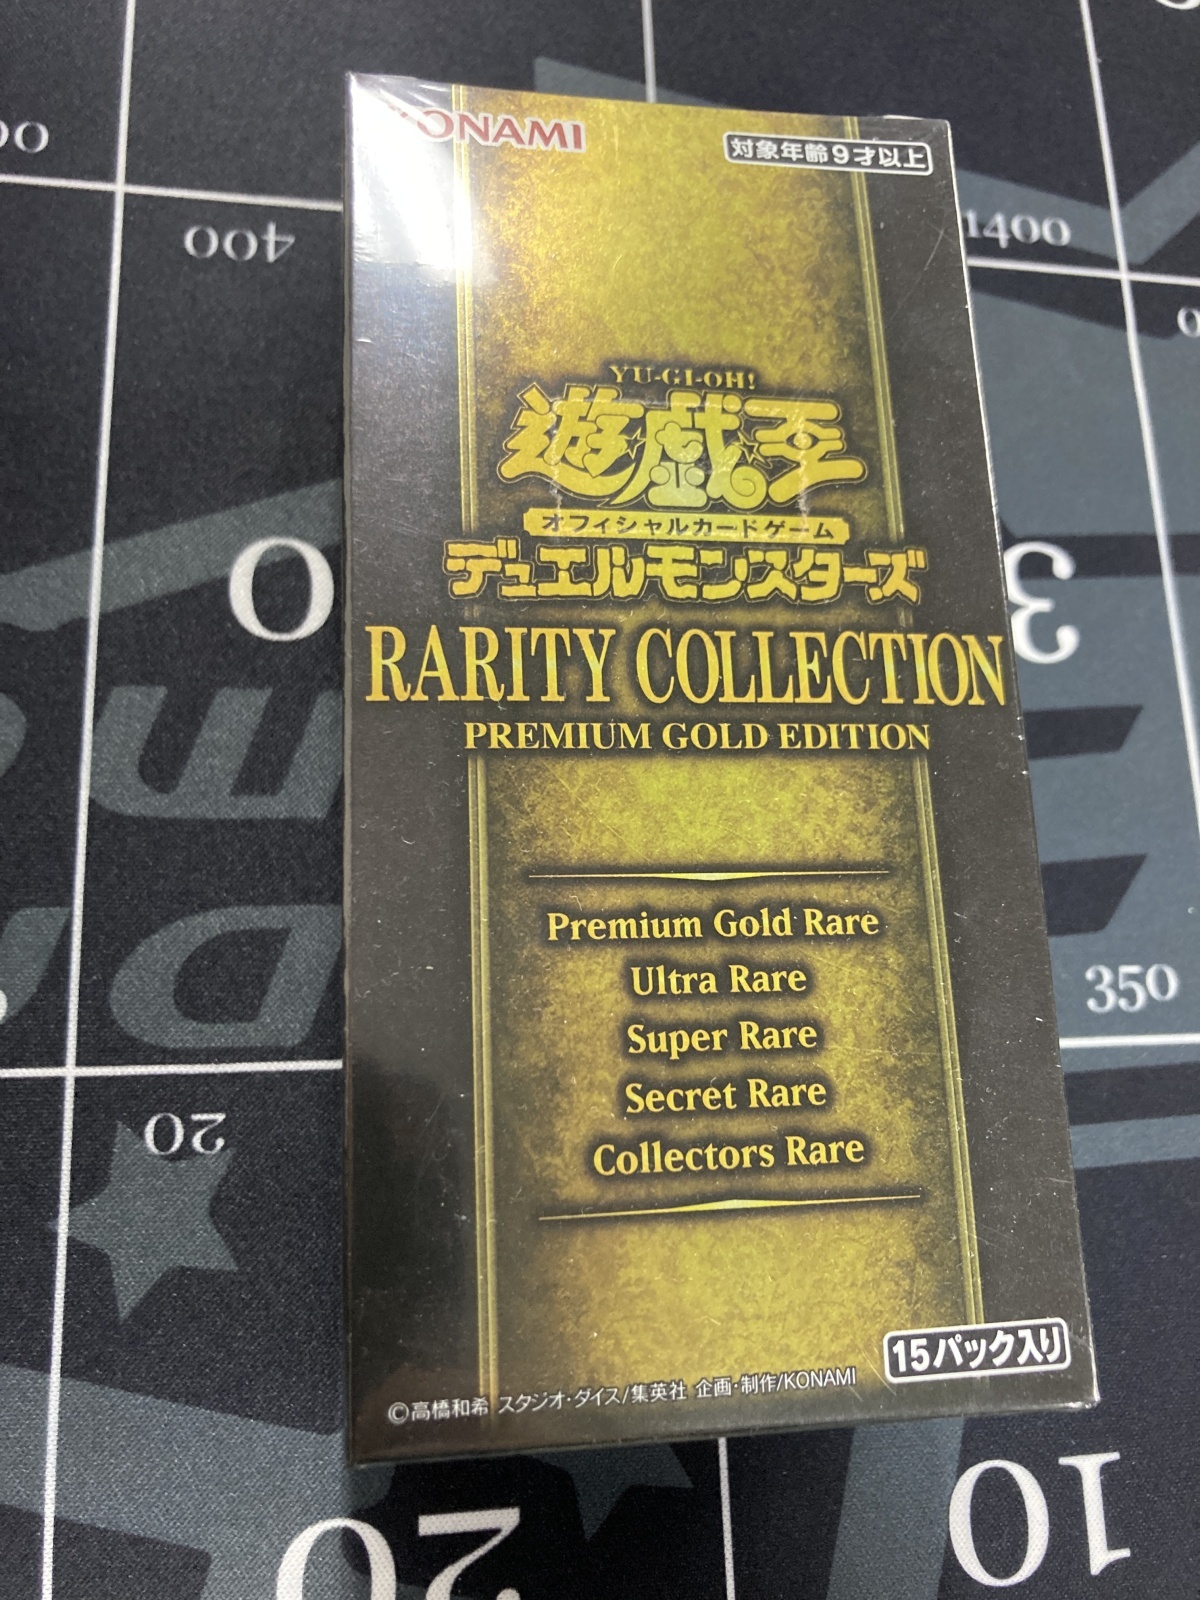 KONAMI
対象年齢9才以上
YU-GI-OH!
遊☆戯☆王
オフィシャルカードゲーム
デュエルモンスターズ
RARITY COLLECTION
PREMIUM GOLD EDITION
Premium Gold Rare
Ultra Rare
Super Rare
Secret Rare
Collectors Rare
15パック入り
©高橋和希 スタジオ・ダイス/集英社 企画・制作/KONAMI
400
1400
0
3
350
20
20
10